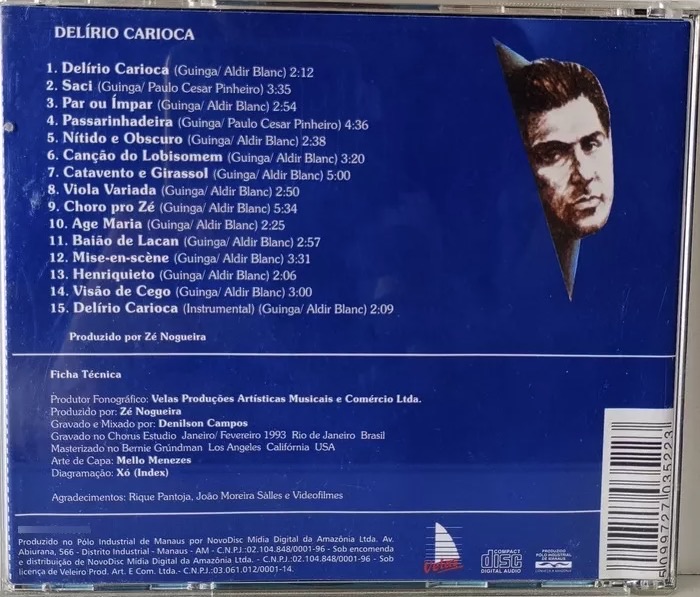 DELÍRIO CARIOCA
1. Delírio Carioca (Guinga/ Aldir Blanc) 2:12
2. Saci (Guinga/ Paulo Cesar Pinheiro) 3:35
3. Par ou Ímpar (Guinga/ Aldir Blanc) 2:54
4. Passarinhadeira (Guinga/ Paulo Cesar Pinheiro) 4:36
5. Nítido e Obscuro (Guinga/ Aldir Blanc) 2:38
6. Canção do Lobisomem (Guinga/ Aldir Blanc) 3:20
7. Catavento e Girassol (Guinga/ Aldir Blanc) 5:00
8. Viola Variada (Guinga/ Aldir Blanc) 2:50
9. Choro pro Zé (Guinga/ Aldir Blanc) 5:34
10. Age Maria (Guinga/ Aldir Blanc) 2:25
11. Baião de Lacan (Guinga/ Aldir Blanc) 2:57
12. Mise-en-scène (Guinga/ Aldir Blanc) 3:31
13. Henriquieto (Guinga/ Aldir Blanc) 2:06
14. Visão de Cego (Guinga/ Aldir Blanc) 3:00
15. Delírio Carioca (Instrumental) (Guinga/ Aldir Blanc) 2:09
Produzido por Zé Nogueira
Ficha Técnica
Produtor Fonográfico: Velas Produções Artísticas Musicais e Comércio Ltda.
Produzido por: Zé Nogueira
Gravado e Mixado por: Denilson Campos
Gravado no Chorus Estudio Janeiro/ Fevereiro 1993 Rio de Janeiro Brasil
Masterizado no Bernie Gründman Los Angeles Califórnia USA
Arte de Capa: Mello Menezes
Diagramação: Xó (Index)
Agradecimentos: Rique Pantoja, João Moreira Sálles e Videofilmes
Produzido no Pólo Industrial de Manaus por NovoDisc Mídia Digital da Amazônia Ltda. Av.
Abiurana, 566 - Distrito Industrial - Manaus - AM - C.N.P.J.:02.104.848/0001-96 - Sob encomenda
e distribuição de NovoDisc Mídia Digital da Amazônia Ltda. - C.N.P.J.:02.104.848/0001-96 - Sob
licença de Veleiro Prod. Art. E Com. Ltda.- C.N.P.J.: 03.061.012/0001-14.
Velas
COMPACT
disc
DIGITAL AUDIO
PRODUZIDO
PÓLO INDUSTRIAL
DE MANAUS
5099727035223